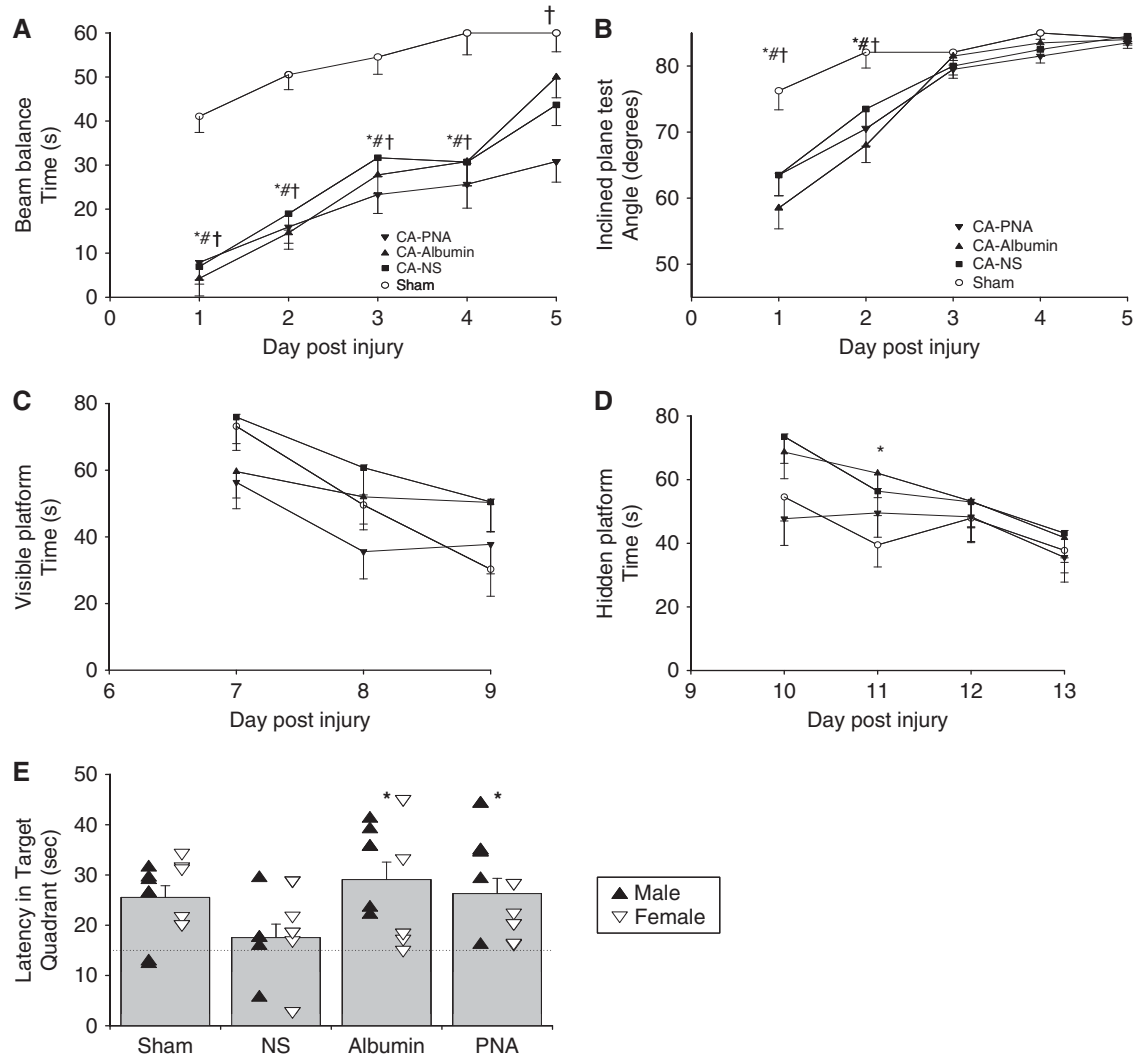 A
60
50
40
30
20
10
0
Beam balance
Time (s)
*#†
*#†
*#†
*#†
†
CA-PNA
CA-Albumin
CA-NS
Sham
0
1
2
3
4
5
Day post injury
B
80
70
60
50
Inclined plane test
Angle (degrees)
*#†
*#†
CA-PNA
CA-Albumin
CA-NS
Sham
0
1
2
3
4
5
Day post injury
C
80
60
40
20
0
Visible platform
Time (s)
6
7
8
9
Day post injury
D
80
60
40
20
0
Hidden platform
Time (s)
*
9
10
11
12
13
Day post injury
E
50
40
30
20
10
0
Latency in Target
Quadrant (sec)
*
*
Sham
NS
Albumin
PNA
Male
Female